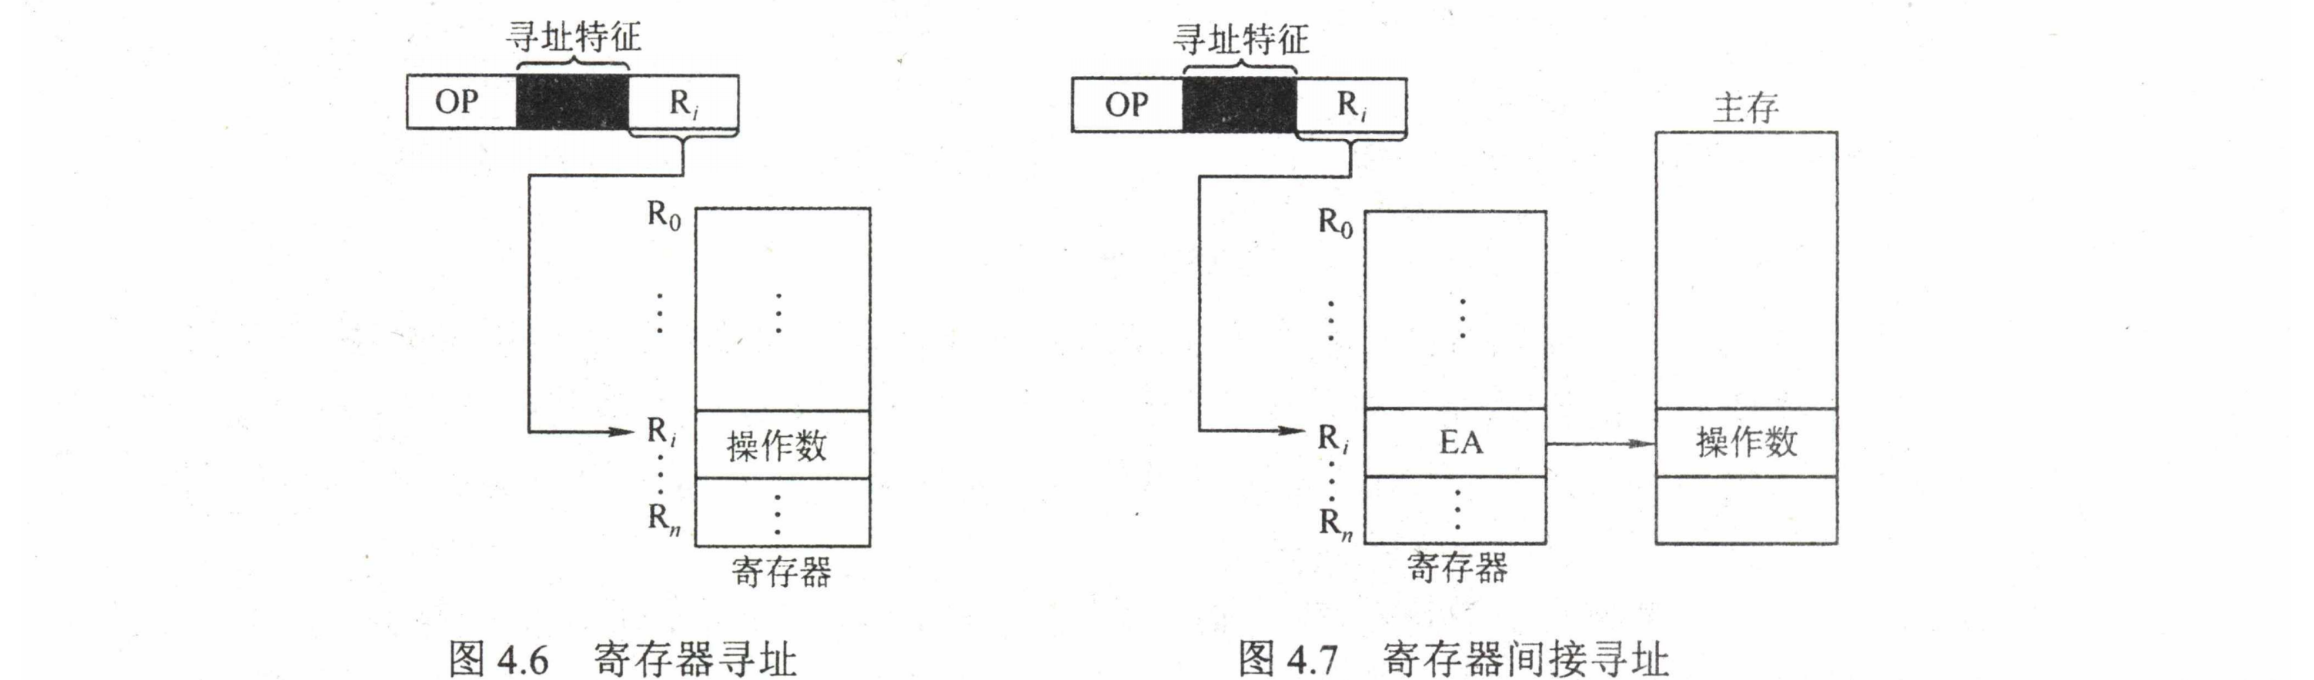 寻址特征
OP R_i
R_0
⋮ ⋮
R_i 操作数
⋮
R_n ⋮
寄存器
图 4.6 寄存器寻址
寻址特征
OP R_i
主存
R_0
⋮ ⋮
R_i EA 操作数
⋮
R_n ⋮
寄存器
图 4.7 寄存器间接寻址